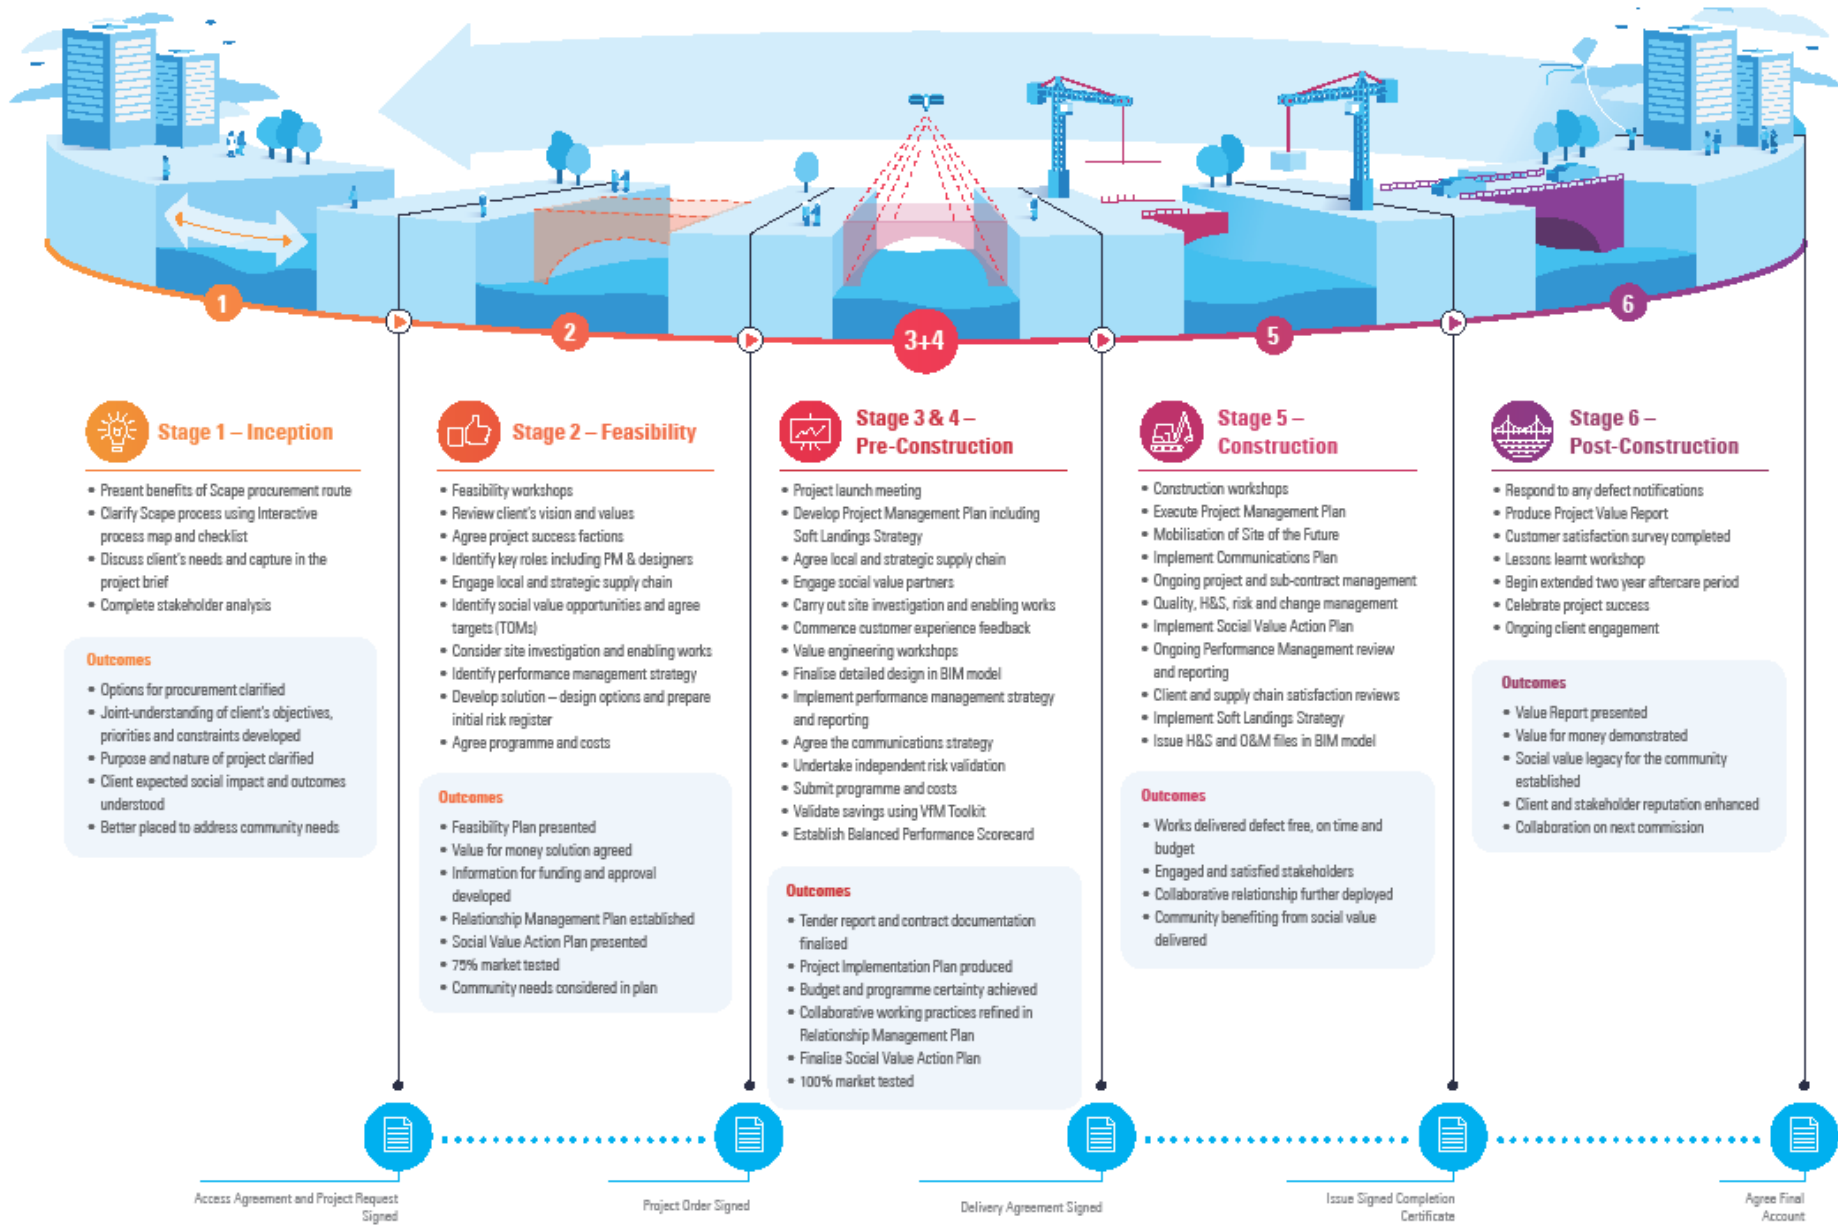 1
2
3+4
5
6
Stage 1 – Inception
• Present benefits of Scape procurement route
• Clarify Scape process using Interactive
process map and checklist
• Discuss client's needs and capture in the
project brief
• Complete stakeholder analysis
Outcomes
• Options for procurement clarified
• Joint-understanding of client's objectives,
priorities and constraints developed
• Purpose and nature of project clarified
• Client expected social impact and outcomes
understood
• Better placed to address community needs
Stage 2 – Feasibility
• Feasibility workshops
• Review client's vision and values
• Agree project success factions
• Identify key roles including PM & designers
• Engage local and strategic supply chain
• Identify social value opportunities and agree
targets (TOMs)
• Consider site investigation and enabling works
• Identify performance management strategy
• Develop solution – design options and prepare
initial risk register
• Agree programme and costs
Outcomes
• Feasibility Plan presented
• Value for money solution agreed
• Information for funding and approval
developed
• Relationship Management Plan established
• Social Value Action Plan presented
• 75% market tested
• Community needs considered in plan
Stage 3 & 4 –
Pre-Construction
• Project launch meeting
• Develop Project Management Plan including
Soft Landings Strategy
• Agree local and strategic supply chain
• Engage social value partners
• Carry out site investigation and enabling works
• Commence customer experience feedback
• Value engineering workshops
• Finalise detailed design in BIM model
• Implement performance management strategy
and reporting
• Agree the communications strategy
• Undertake independent risk validation
• Submit programme and costs
• Validate savings using VfM Toolkit
• Establish Balanced Performance Scorecard
Outcomes
• Tender report and contract documentation
finalised
• Project Implementation Plan produced
• Budget and programme certainty achieved
• Collaborative working practices refined in
Relationship Management Plan
• Finalise Social Value Action Plan
• 100% market tested
Stage 5 –
Construction
• Construction workshops
• Execute Project Management Plan
• Mobilisation of Site of the Future
• Implement Communications Plan
• Ongoing project and sub-contract management
• Quality, H&S, risk and change management
• Implement Social Value Action Plan
• Ongoing Performance Management review
and reporting
• Client and supply chain satisfaction reviews
• Implement Soft Landings Strategy
• Issue H&S and O&M files in BIM model
Outcomes
• Works delivered defect free, on time and
budget
• Engaged and satisfied stakeholders
• Collaborative relationship further deployed
• Community benefiting from social value
delivered
Stage 6 –
Post-Construction
• Respond to any defect notifications
• Produce Project Value Report
• Customer satisfaction survey completed
• Lessons learnt workshop
• Begin extended two year aftercare period
• Celebrate project success
• Ongoing client engagement
Outcomes
• Value Report presented
• Value for money demonstrated
• Social value legacy for the community
established
• Client and stakeholder reputation enhanced
• Collaboration on next commission
Access Agreement and Project Request
Signed
Project Order Signed
Delivery Agreement Signed
Issue Signed Completion
Certificate
Agree Final
Account